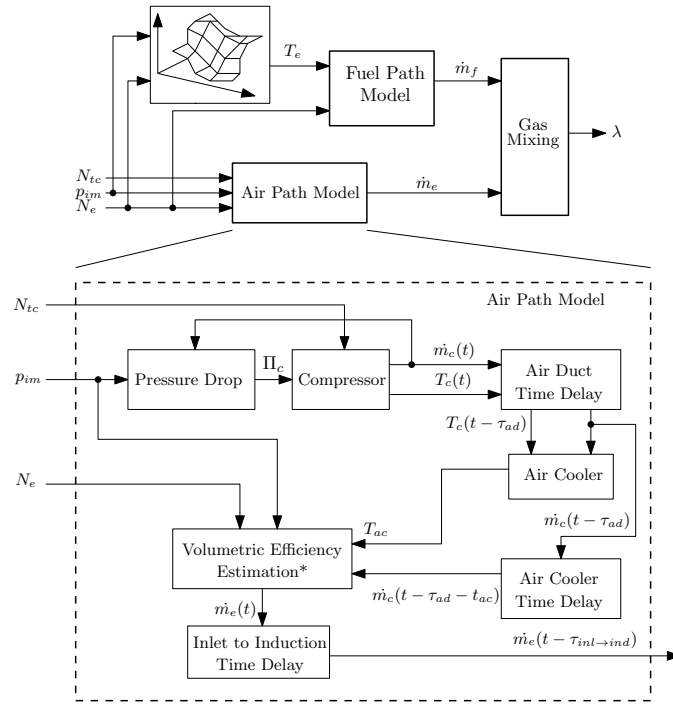 T_e
Fuel Path
Model
ṁ_f
Gas
Mixing
λ
N_tc
p_im
N_e
Air Path Model
ṁ_e
Air Path Model
N_tc
p_im
Pressure Drop
Π_c
Compressor
ṁ_c(t)
T_c(t)
Air Duct
Time Delay
T_c(t − τ_ad)
N_e
Air Cooler
ṁ_c(t − τ_ad)
T_ac
Volumetric Efficiency
Estimation*
Air Cooler
Time Delay
ṁ_c(t − τ_ad − t_ac)
ṁ_e(t)
Inlet to Induction
Time Delay
ṁ_e(t − τ_inl→ind)